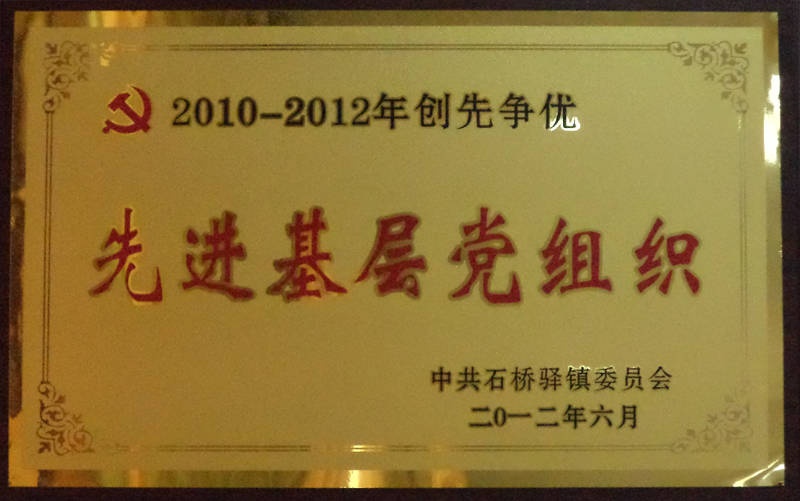 2010-2012年创先争优
先进基层党组织
中共石桥驿镇委员会
二0一二年六月